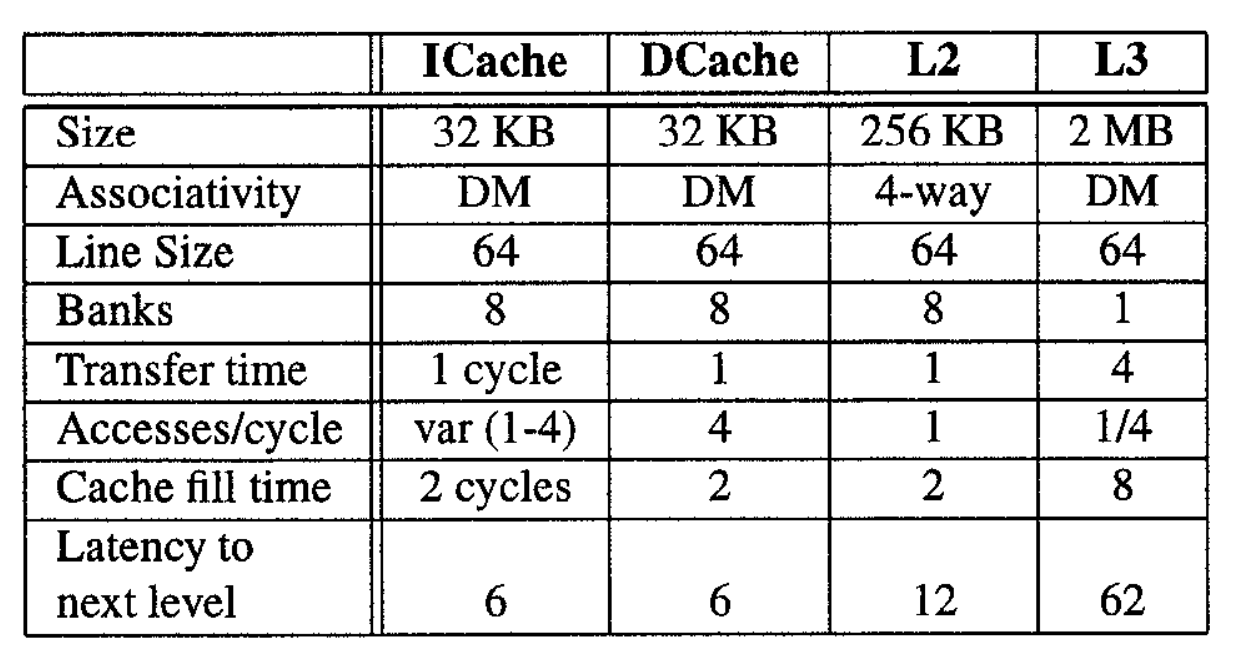 ICache DCache L2 L3
Size 32 KB 32 KB 256 KB 2 MB
Associativity DM DM 4-way DM
Line Size 64 64 64 64
Banks 8 8 8 1
Transfer time 1 cycle 1 1 4
Accesses/cycle var (1-4) 4 1 1/4
Cache fill time 2 cycles 2 2 8
Latency to
next level 6 6 12 62